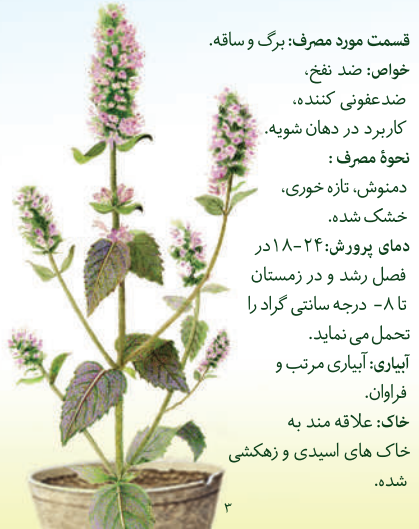 قسمت مورد مصرف: برگ و ساقه.
خواص: ضد نفخ،
ضدعفونی کننده،
کاربرد در دهان شویه.
نحوهٔ مصرف :
دمنوش، تازه خوری،
خشک شده.
دمای پرورش: ۲۴-۱۸در
فصل رشد و در زمستان
تا ۸- درجه سانتی گراد را
تحمل می نماید.
آبیاری: آبیاری مرتب و
فراوان.
خاک: علاقه مند به
خاک های اسیدی و زهکشی
شده.
۳